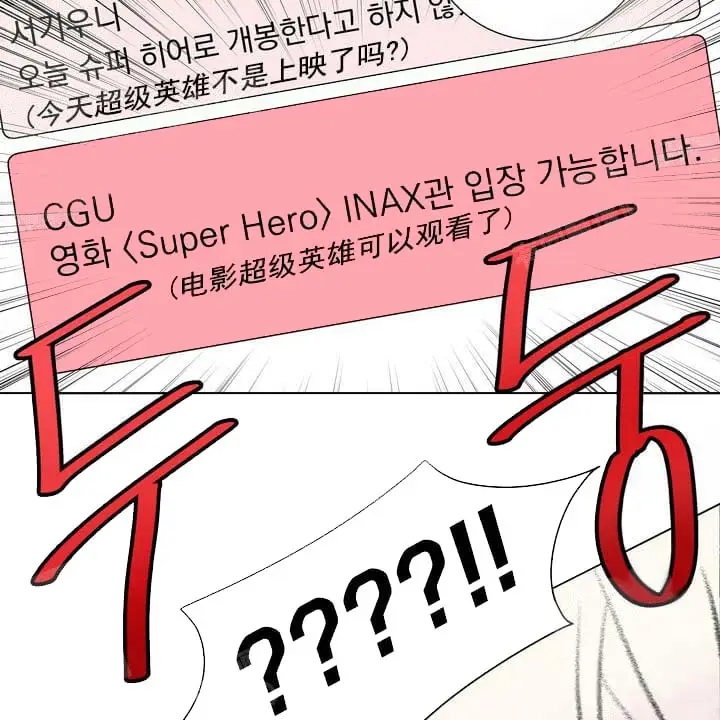 서기우니
오늘 슈퍼 히어로 개봉한다고 하지 않
(今天超级英雄不是上映了吗?)
CGU
영화 〈Super Hero〉 INAX관 입장 가능합니다.
(电影超级英雄可以观看了)
두둥
????!!